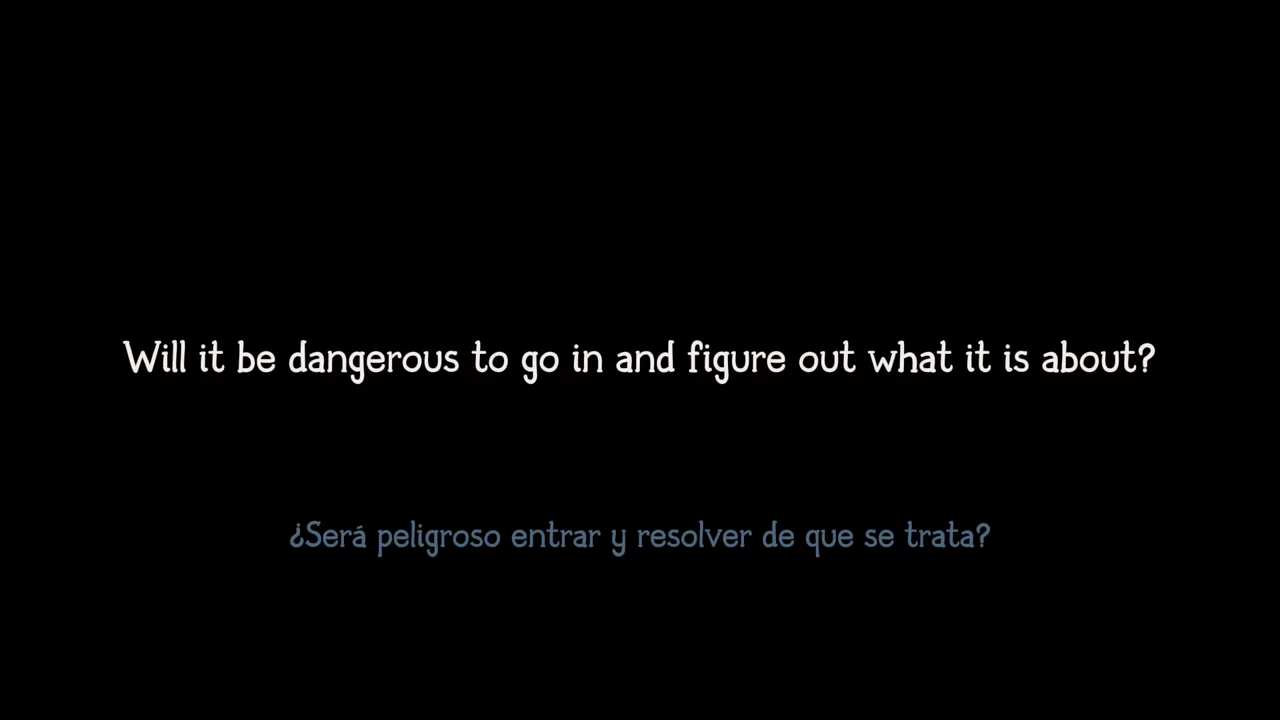 Will it be dangerous to go in and figure out what it is about?
¿Será peligroso entrar y resolver de que se trata?